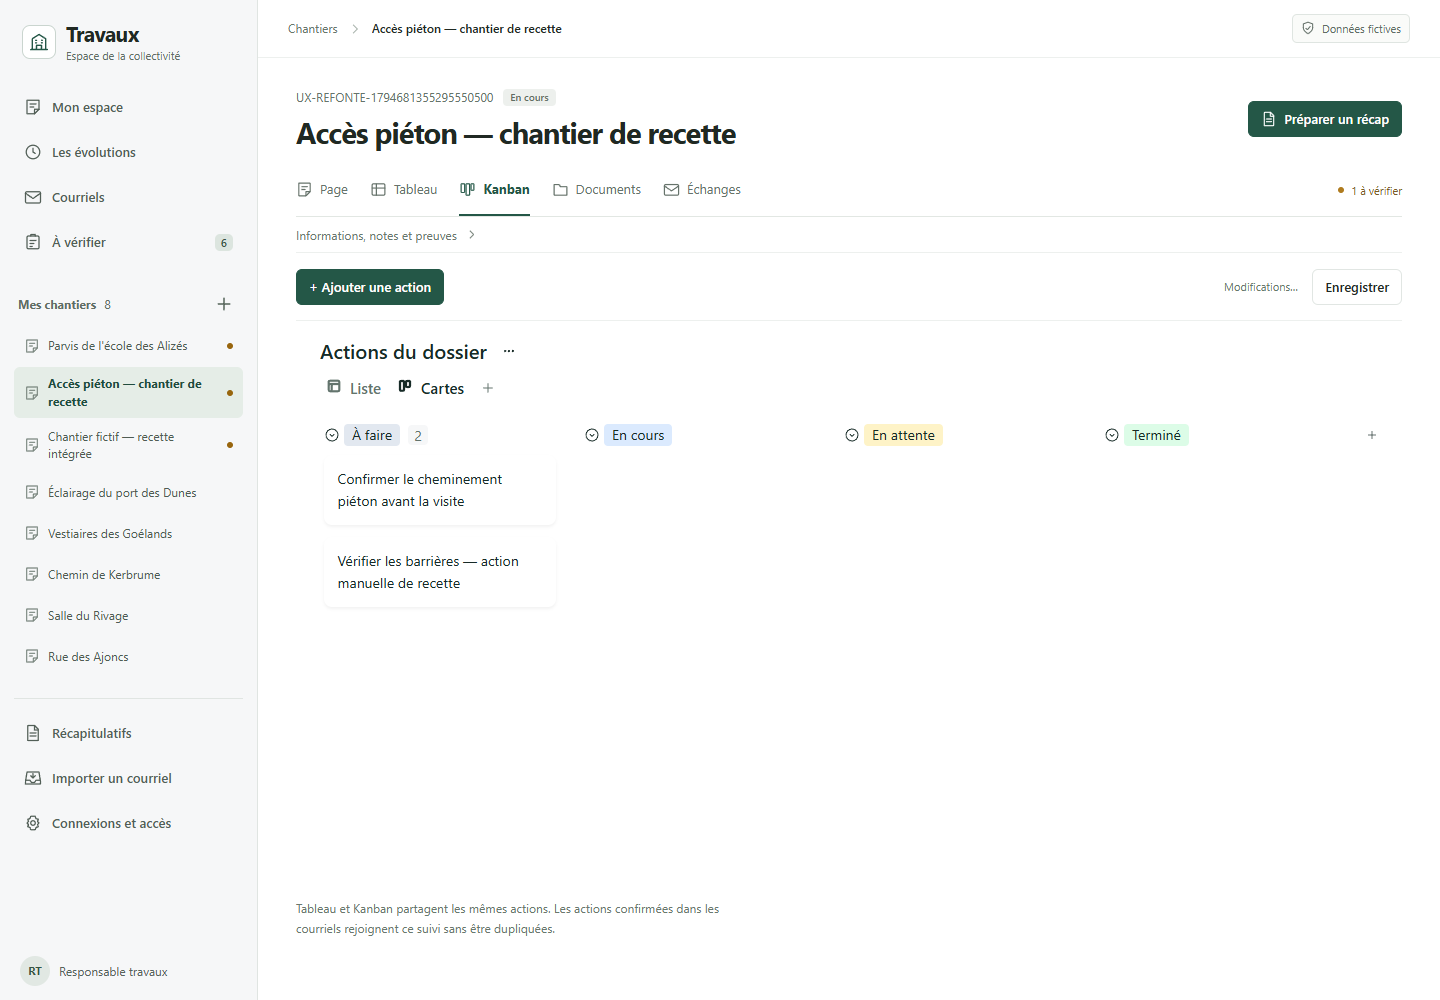 Travaux
Espace de la collectivité
Mon espace
Les évolutions
Courriels
À vérifier 6
Mes chantiers 8
Parvis de l'école des Alizés
Accès piéton — chantier de
recette
Chantier fictif — recette
intégrée
Éclairage du port des Dunes
Vestiaires des Goélands
Chemin de Kerbrume
Salle du Rivage
Rue des Ajoncs
Récapitulatifs
Importer un courriel
Connexions et accès
RT Responsable travaux
Chantiers Accès piéton — chantier de recette
Données fictives
UX-REFONTE-1794681355295550500 En cours
Accès piéton — chantier de recette
Préparer un récap
Page Tableau Kanban Documents Échanges
1 à vérifier
Informations, notes et preuves
+ Ajouter une action
Modifications... Enregistrer
Actions du dossier ...
Liste Cartes +
À faire 2 En cours En attente Terminé +
Confirmer le cheminement
piéton avant la visite
Vérifier les barrières — action
manuelle de recette
Tableau et Kanban partagent les mêmes actions. Les actions confirmées dans les
courriels rejoignent ce suivi sans être dupliquées.